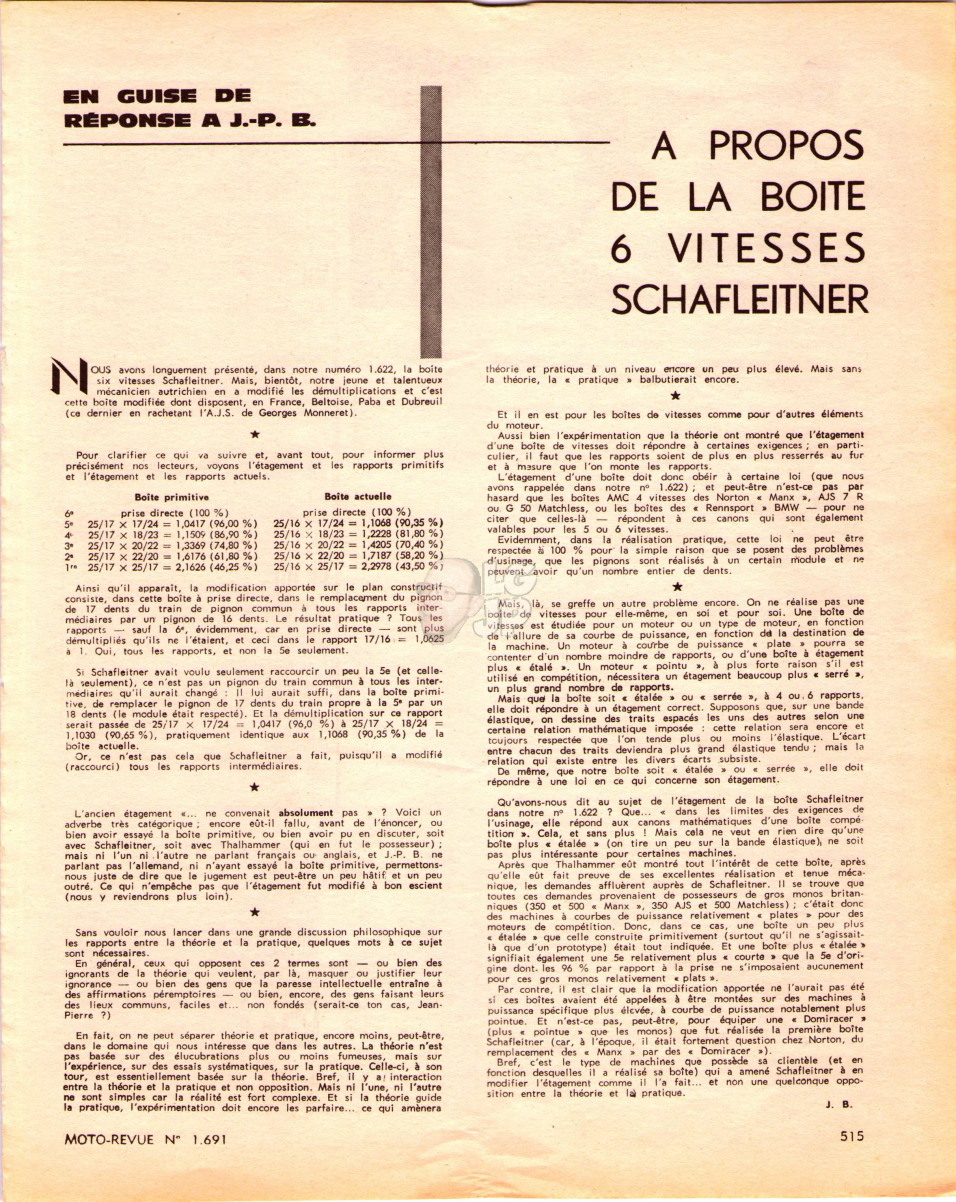 EN GUISE DE
RÉPONSE A J.-P. B.
A PROPOS
DE LA BOITE
6 VITESSES
SCHAFLEITNER
NOUS avons longuement présenté, dans notre numéro 1.622, la boîte
six vitesses Schafleitner. Mais, bientôt, notre jeune et talentueux
mécanicien autrichien en a modifié les démultiplications et c'est
cette boîte modifiée dont disposent, en France, Beltoise, Paba et Dubreuil
(ce dernier en rachetant l'A.J.S. de Georges Monneret).
★
Pour clarifier ce qui va suivre et, avant tout, pour informer plus
précisément nos lecteurs, voyons l'étagement et les rapports primitifs
et l'étagement et les rapports actuels.
Boîte primitive Boîte actuelle
6e prise directe (100 %) prise directe (100 %)
5e 25/17 × 17/24 = 1,0417 (96,00 %) 25/16 × 17/24 = 1,1068 (90,35 %)
4e 25/17 × 18/23 = 1,1509 (86,90 %) 25/16 × 18/23 = 1,2228 (81,80 %)
3e 25/17 × 20/22 = 1,3369 (74,80 %) 25/16 × 20/22 = 1,4205 (70,40 %)
2e 25/17 × 22/20 = 1,6176 (61,80 %) 25/16 × 22/20 = 1,7187 (58,20 %)
1re 25/17 × 25/17 = 2,1626 (46,25 %) 25/16 × 25/17 = 2,2978 (43,50 %)
Ainsi qu'il apparaît, la modification apportée sur le plan constructif
consiste, dans cette boîte à prise directe, dans le remplacement du pignon
de 17 dents du train de pignon commun à tous les rapports inter-
médiaires par un pignon de 16 dents. Le résultat pratique ? Tous les
rapports — sauf la 6e, évidemment, car en prise directe — sont plus
démultipliés qu'ils ne l'étaient, et ceci dans le rapport 17/16 = 1,0625
à 1. Oui, tous les rapports, et non la 5e seulement.
Si Schafleitner avait voulu seulement raccourcir un peu la 5e (et celle-
là seulement), ce n'est pas un pignon du train commun à tous les inter-
médiaires qu'il aurait changé : Il lui aurait suffi, dans la boîte primi-
tive, de remplacer le pignon de 17 dents du train propre à la 5e par un
18 dents (le module était respecté). Et la démultiplication sur ce rapport
serait passée de 25/17 × 17/24 = 1,0417 (96,0 %) à 25/17 × 18/24 =
1,1030 (90,65 %), pratiquement identique aux 1,1068 (90,35 %) de la
boîte actuelle.
Or, ce n'est pas cela que Schafleitner a fait, puisqu'il a modifié
(raccourci) tous les rapports intermédiaires.
★
L'ancien étagement «... ne convenait absolument pas » ? Voici un
adverbe très catégorique ; encore eût-il fallu, avant de l'énoncer, ou
bien avoir essayé la boîte primitive, ou bien avoir pu en discuter, soit
avec Schafleitner, soit avec Thalhammer (qui en fut le possesseur) ;
mais ni l'un ni l'autre ne parlant français ou anglais, et J.-P. B. ne
parlant pas l'allemand, ni n'ayant essayé la boîte primitive, permettons-
nous juste de dire que le jugement est peut-être un peu hâtif et un peu
outré. Ce qui n'empêche pas que l'étagement fut modifié à bon escient
(nous y reviendrons plus loin).
★
Sans vouloir nous lancer dans une grande discussion philosophique sur
les rapports entre la théorie et la pratique, quelques mots à ce sujet
sont nécessaires.
En général, ceux qui opposent ces 2 termes sont — ou bien des
ignorants de la théorie qui veulent, par là, masquer ou justifier leur
ignorance — ou bien des gens que la paresse intellectuelle entraîne à
des affirmations péremptoires — ou bien, encore, des gens faisant leurs
des lieux communs, faciles et... non fondés (serait-ce ton cas, Jean-
Pierre ?)
En fait, on ne peut séparer théorie et pratique, encore moins, peut-être,
dans le domaine qui nous intéresse que dans les autres. La théorie n'est
pas basée sur des élucubrations plus ou moins fumeuses, mais sur
l'expérience, sur des essais systématiques, sur la pratique. Celle-ci, à son
tour, est essentiellement basée sur la théorie. Bref, il y a interaction
entre la théorie et la pratique et non opposition. Mais ni l'une, ni l'autre
ne sont simples car la réalité est fort complexe. Et si la théorie guide
la pratique, l'expérimentation doit encore les parfaire... ce qui amènera
théorie et pratique à un niveau encore un peu plus élevé. Mais sans
la théorie, la « pratique » balbutierait encore.
★
Et il en est pour les boîtes de vitesses comme pour d'autres éléments
du moteur.
Aussi bien l'expérimentation que la théorie ont montré que l'étagement
d'une boîte de vitesses doit répondre à certaines exigences ; en parti-
culier, il faut que les rapports soient de plus en plus resserrés au fur
et à mesure que l'on monte les rapports.
L'étagement d'une boîte doit donc obéir à certaine loi (que nous
avons rappelée dans notre n° 1.622) ; et peut-être n'est-ce pas par
hasard que les boîtes AMC 4 vitesses des Norton « Manx », AJS 7 R
ou G 50 Matchless, ou les boîtes des « Rennsport » BMW — pour ne
citer que celles-là — répondent à ces canons qui sont également
valables pour les 5 ou 6 vitesses.
Evidemment, dans la réalisation pratique, cette loi ne peut être
respectée à 100 % pour la simple raison que se posent des problèmes
d'usinage, que les pignons sont réalisés à un certain module et ne
peuvent avoir qu'un nombre entier de dents.
★
Mais, là, se greffe un autre problème encore. On ne réalise pas une
boîte de vitesses pour elle-même, en soi et pour soi. Une boîte de
vitesses est étudiée pour un moteur ou un type de moteur, en fonction
de l'allure de sa courbe de puissance, en fonction de la destination de
la machine. Un moteur à courbe de puissance « plate » pourra se
contenter d'un nombre moindre de rapports, ou d'une boîte à étagement
plus « étalé ». Un moteur « pointu », à plus forte raison s'il est
utilisé en compétition, nécessitera un étagement beaucoup plus « serré »,
un plus grand nombre de rapports.
Mais que la boîte soit « étalée » ou « serrée », à 4 ou 6 rapports,
elle doit répondre à un étagement correct. Supposons que, sur une bande
élastique, on dessine des traits espacés les uns des autres selon une
certaine relation mathématique imposée : cette relation sera encore et
toujours respectée que l'on tende plus ou moins l'élastique. L'écart
entre chacun des traits deviendra plus grand élastique tendu ; mais la
relation qui existe entre les divers écarts subsiste.
De même, que notre boîte soit « étalée » ou « serrée », elle doit
répondre à une loi en ce qui concerne son étagement.
Qu'avons-nous dit au sujet de l'étagement de la boîte Schafleitner
dans notre n° 1.622 ? Que... « dans les limites des exigences de
l'usinage, elle répond aux canons mathématiques d'une boîte compé-
tition ». Cela, et sans plus ! Mais cela ne veut en rien dire qu'une
boîte plus « étalée » (on tire un peu sur la bande élastique), ne soit
pas plus intéressante pour certaines machines.
Après que Thalhammer eût montré tout l'intérêt de cette boîte, après
qu'elle eût fait preuve de ses excellentes réalisation et tenue méca-
nique, les demandes affluèrent auprès de Schafleitner. Il se trouve que
toutes ces demandes provenaient de possesseurs de gros monos britan-
niques (350 et 500 « Manx », 350 AJS et 500 Matchless) ; c'était donc
des machines à courbes de puissance relativement « plates » pour des
moteurs de compétition. Donc, dans ce cas, une boîte un peu plus
« étalée » que celle construite primitivement (surtout qu'il ne s'agissait-
là que d'un prototype) était tout indiquée. Et une boîte plus « étalée »
signifiait également une 5e relativement plus « courte » que la 5e d'ori-
gine dont les 96 % par rapport à la prise ne s'imposaient aucunement
pour ces gros monos relativement « plats ».
Par contre, il est clair que la modification apportée ne l'aurait pas été
si ces boîtes avaient été appelées à être montées sur des machines à
puissance spécifique plus élevée, à courbe de puissance notablement plus
pointue. Et n'est-ce pas, peut-être, pour équiper une « Domiracer »
(plus « pointue » que les monos) que fut réalisée la première boîte
Schafleitner (car, à l'époque, il était fortement question chez Norton, du
remplacement des « Manx » par des « Domiracer »).
Bref, c'est le type de machines que possède sa clientèle (et en
fonction desquelles il a réalisé sa boîte) qui a amené Schafleitner à en
modifier l'étagement comme il l'a fait... et non une quelconque oppo-
sition entre la théorie et la pratique.
J. B.
MOTO-REVUE N° 1.691
515